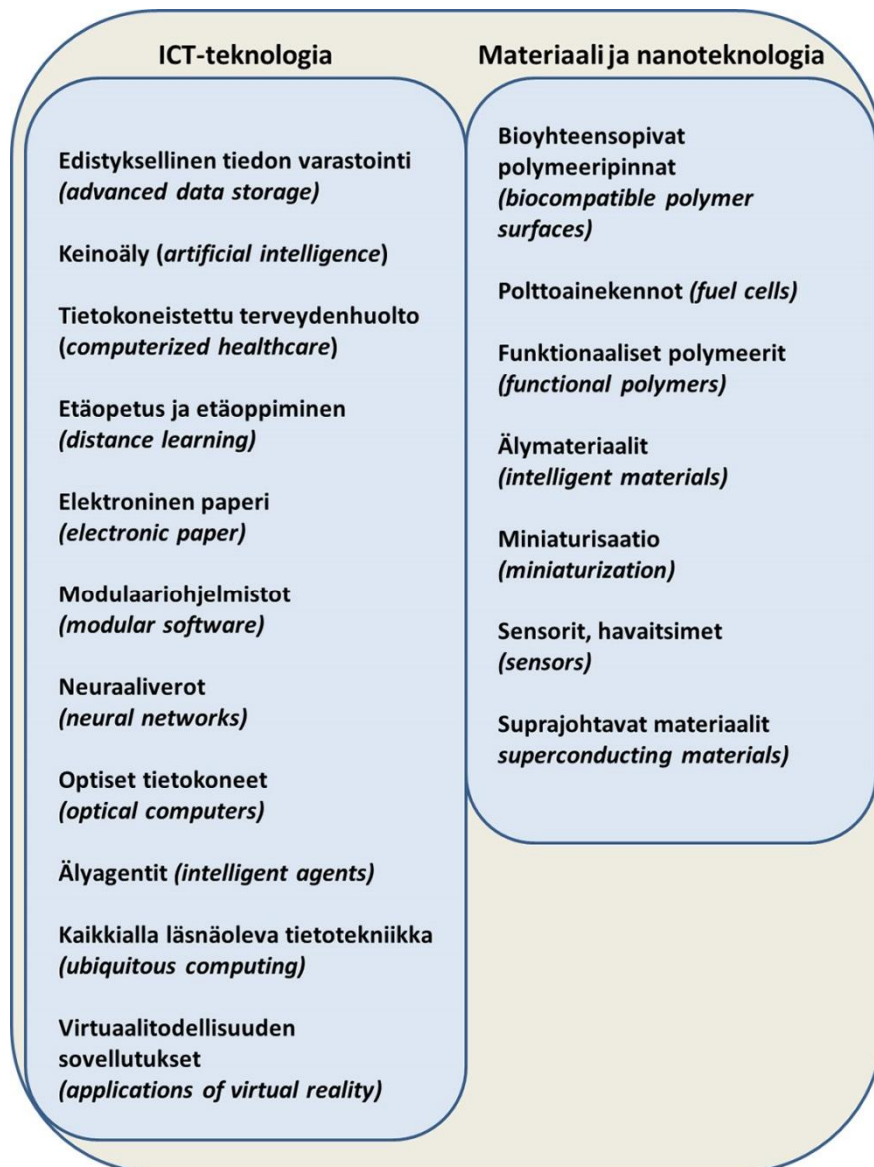 ICT-teknologia
Edistyksellinen tiedon varastointi
(advanced data storage)
Keinoäly (artificial intelligence)
Tietokoneistettu terveydenhuolto
(computerized healthcare)
Etäopetus ja etäoppiminen
(distance learning)
Elektroninen paperi
(electronic paper)
Modulaariohjelmistot
(modular software)
Neuraaliverot
(neural networks)
Optiset tietokoneet
(optical computers)
Älyagentit (intelligent agents)
Kaikkialla läsnäoleva tietotekniikka
(ubiquitous computing)
Virtuaalitodellisuuden
sovellutukset
(applications of virtual reality)
Materiaali ja nanoteknologia
Bioyhteensopivat
polymeeripinnat
(biocompatible polymer
surfaces)
Polttoainekennot (fuel cells)
Funktionaaliset polymeerit
(functional polymers)
Älymateriaalit
(intelligent materials)
Miniaturisaatio
(miniaturization)
Sensorit, havaitsimet
(sensors)
Suprajohtavat materiaalit
superconducting materials)